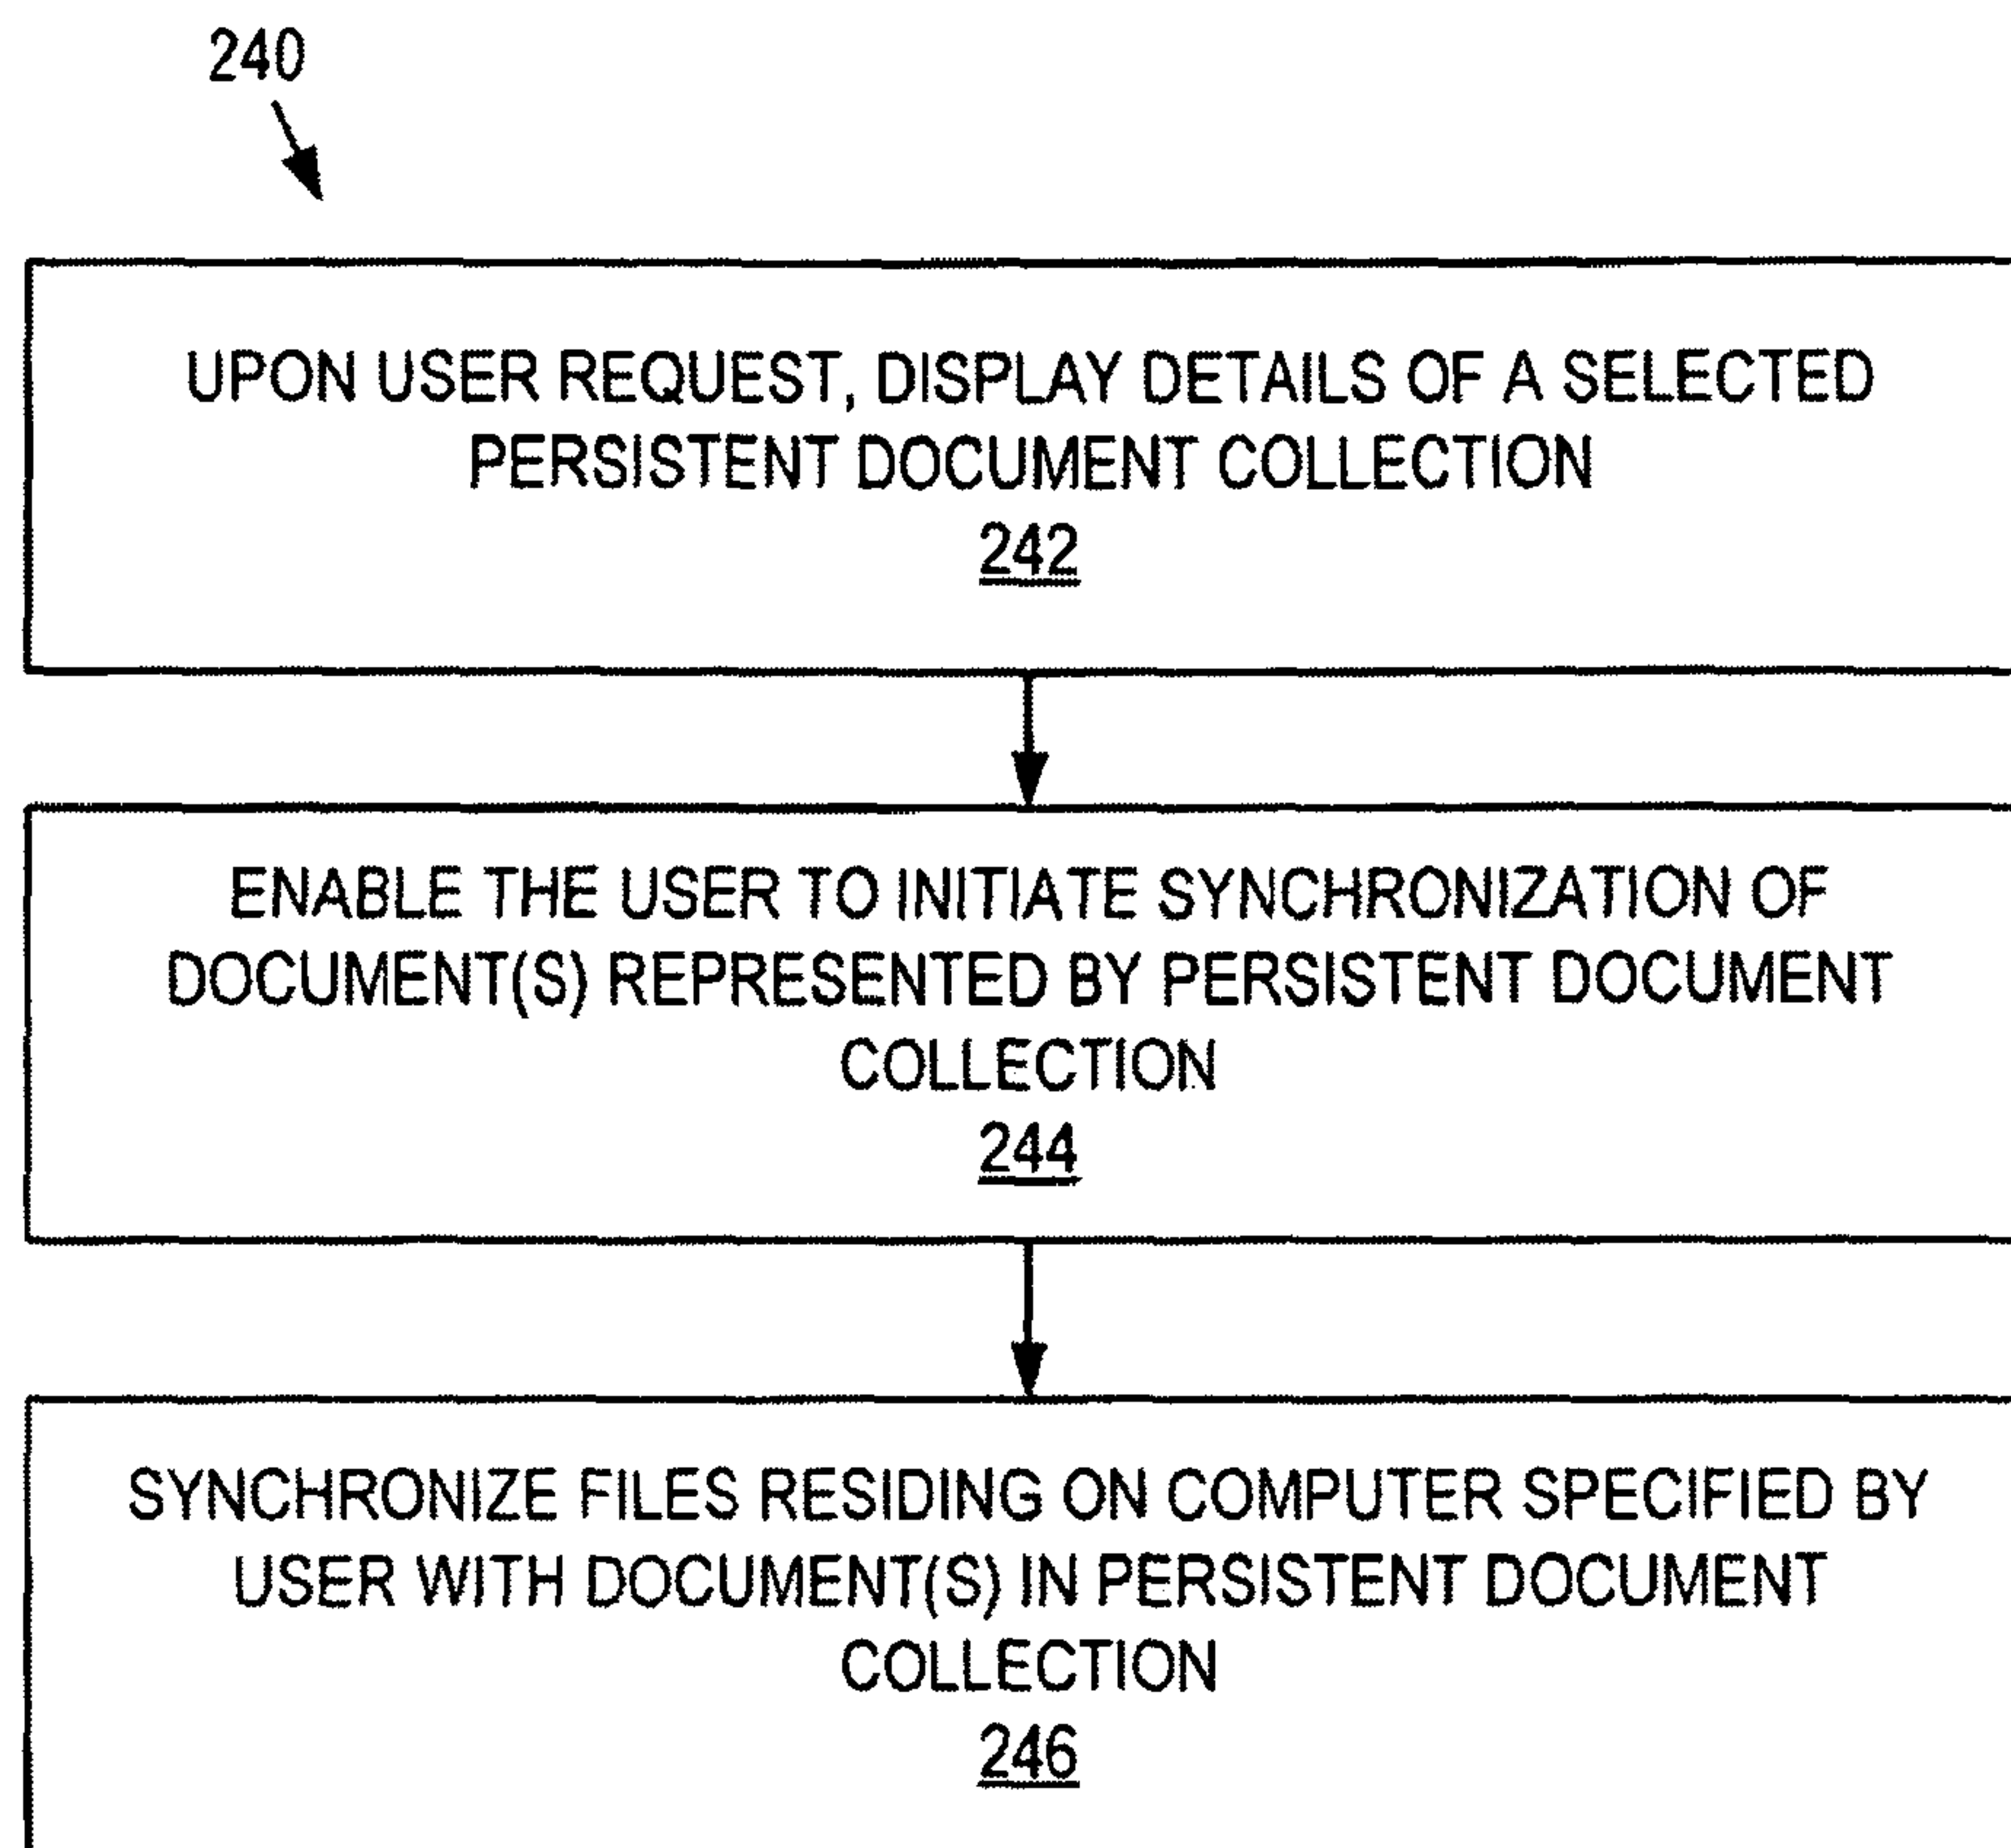 240
UPON USER REQUEST, DISPLAY DETAILS OF A SELECTED
PERSISTENT DOCUMENT COLLECTION
242
ENABLE THE USER TO INITIATE SYNCHRONIZATION OF
DOCUMENT(S) REPRESENTED BY PERSISTENT DOCUMENT
COLLECTION
244
SYNCHRONIZE FILES RESIDING ON COMPUTER SPECIFIED BY
USER WITH DOCUMENT(S) IN PERSISTENT DOCUMENT
COLLECTION
246